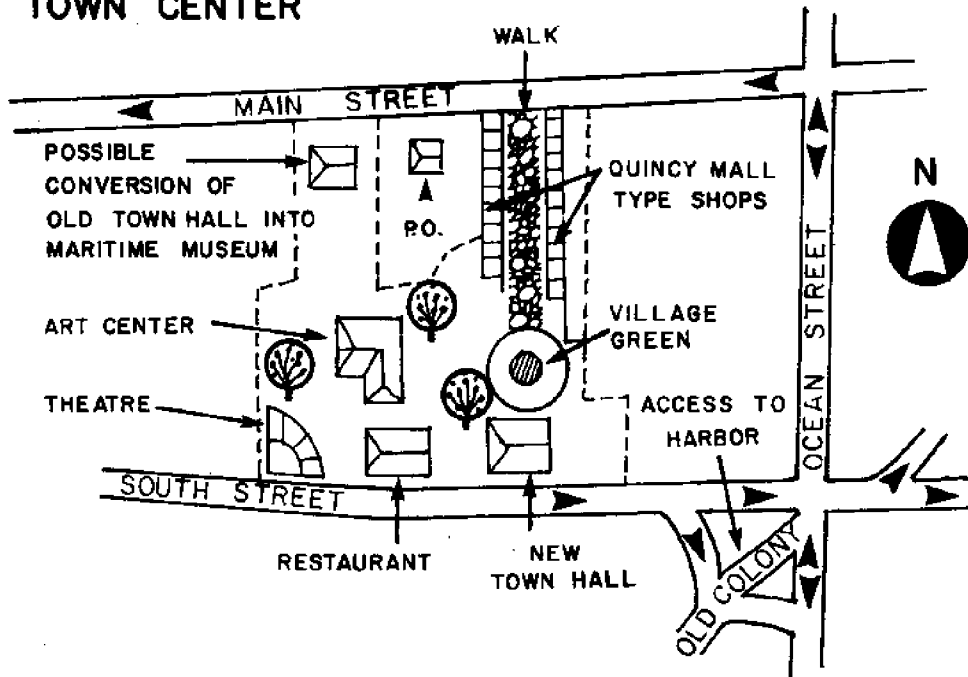 TOWN CENTER
WALK
MAIN STREET
POSSIBLE
CONVERSION OF
OLD TOWN HALL INTO
MARITIME MUSEUM
P.O.
QUINCY MALL
TYPE SHOPS
N
OCEAN STREET
ART CENTER
VILLAGE
GREEN
THEATRE
ACCESS TO
HARBOR
SOUTH STREET
RESTAURANT
NEW
TOWN HALL
OLD COLONY